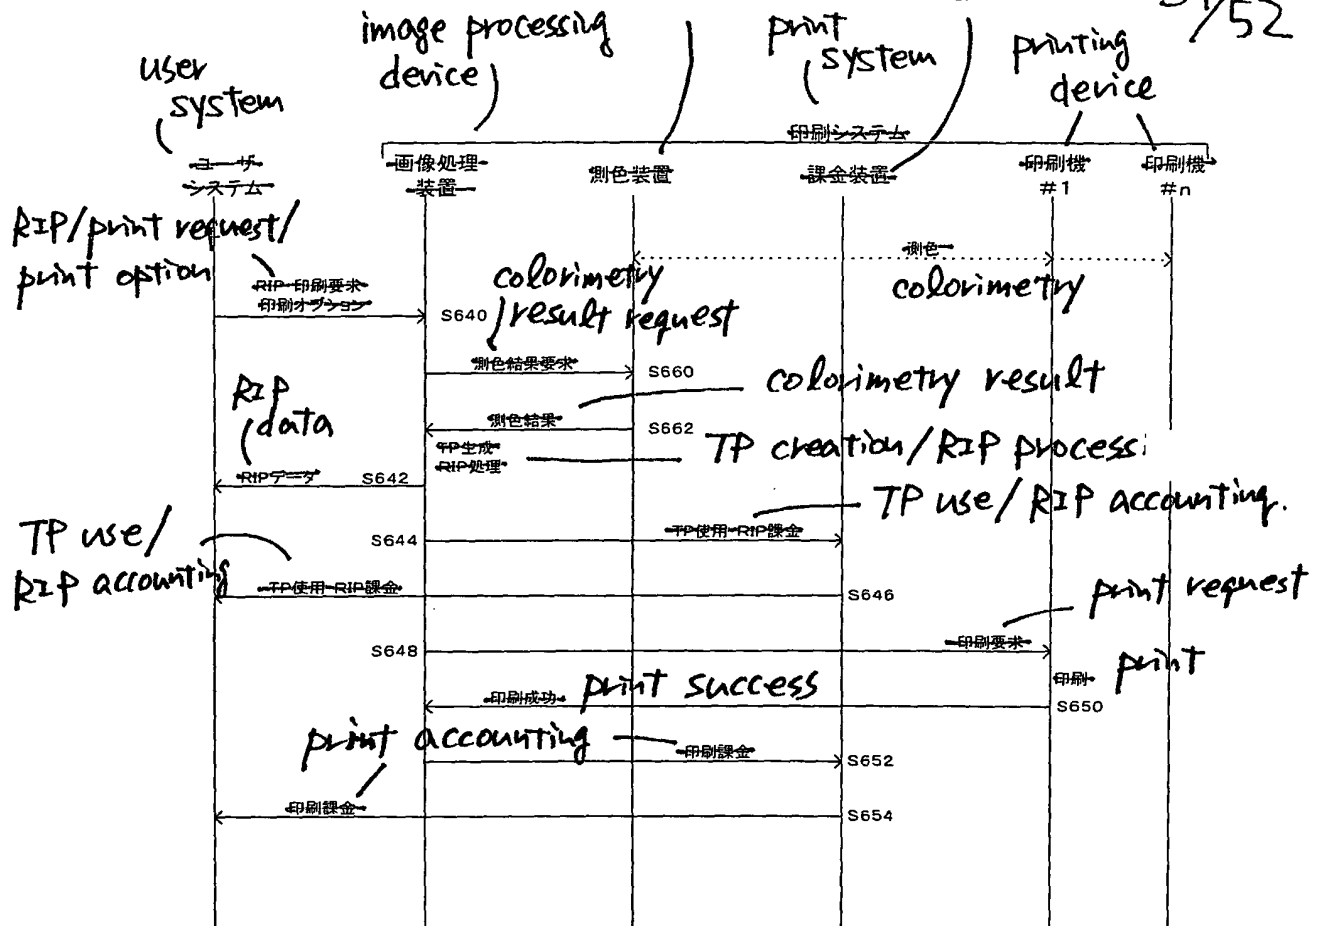 image processing
device
print
system
printing
device
/52
user
system
印刷システム
ユーザ
システム
画像処理
装置
測色装置
課金装置
印刷機
#1
印刷機
#n
RIP/print request/
print option
RIP 印刷要求
印刷オプション
測色
colorimetry
colorimetry
result request
S640
測色結果要求
S660
colorimetry result
測色結果
S662
RIP
data
TP生成
RIP処理
TP creation/RIP process
RIPデータ
S642
TP use/RIP accounting.
TP使用 RIP課金
S644
TP use/
RIP accounting
TP使用 RIP課金
S646
print request
印刷要求
S648
印刷
print
印刷成功
print success
S650
print accounting
印刷課金
S652
印刷課金
S654